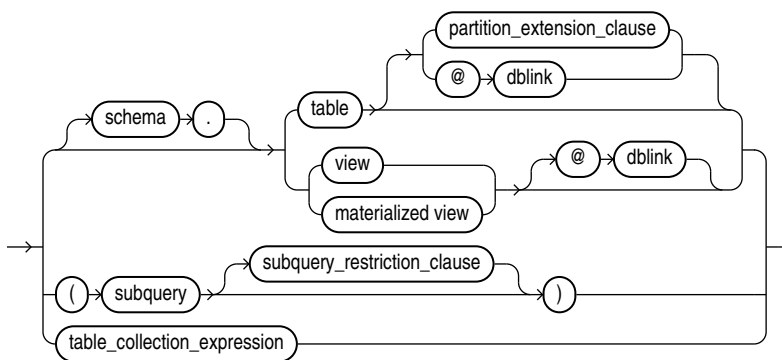 partition_extension_clause
@ dblink
schema . table
view @ dblink
materialized view
( subquery subquery_restriction_clause )
table_collection_expression